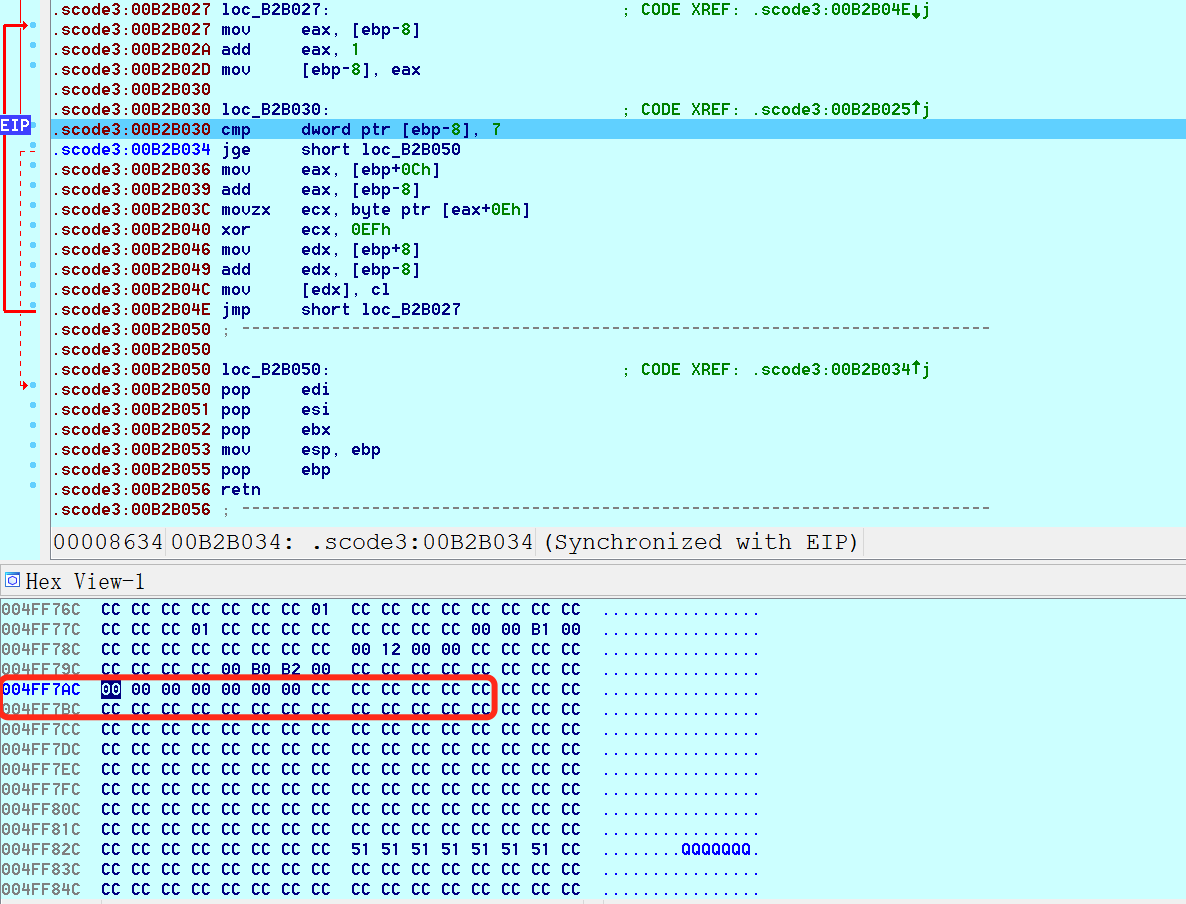 .scode3:00B2B027 loc_B2B027: ; CODE XREF: .scode3:00B2B04E↓j
.scode3:00B2B027 mov eax, [ebp-8]
.scode3:00B2B02A add eax, 1
.scode3:00B2B02D mov [ebp-8], eax
.scode3:00B2B030
.scode3:00B2B030 loc_B2B030: ; CODE XREF: .scode3:00B2B025↑j
EIP .scode3:00B2B030 cmp dword ptr [ebp-8], 7
.scode3:00B2B034 jge short loc_B2B050
.scode3:00B2B036 mov eax, [ebp+0Ch]
.scode3:00B2B039 add eax, [ebp-8]
.scode3:00B2B03C movzx ecx, byte ptr [eax+0Eh]
.scode3:00B2B040 xor ecx, 0EFh
.scode3:00B2B046 mov edx, [ebp+8]
.scode3:00B2B049 add edx, [ebp-8]
.scode3:00B2B04C mov [edx], cl
.scode3:00B2B04E jmp short loc_B2B027
.scode3:00B2B050 ; ---------------------------------------------------------------------------
.scode3:00B2B050
.scode3:00B2B050 loc_B2B050: ; CODE XREF: .scode3:00B2B034↑j
.scode3:00B2B050 pop edi
.scode3:00B2B051 pop esi
.scode3:00B2B052 pop ebx
.scode3:00B2B053 mov esp, ebp
.scode3:00B2B055 pop ebp
.scode3:00B2B056 retn
.scode3:00B2B056 ; ---------------------------------------------------------------------------
00008634 00B2B034: .scode3:00B2B034 (Synchronized with EIP)
Hex View-1
004FF76C CC CC CC CC CC CC CC 01 CC CC CC CC CC CC CC CC ................
004FF77C CC CC CC 01 CC CC CC CC CC CC CC CC 00 00 B1 00 ................
004FF78C CC CC CC CC CC CC CC CC 00 12 00 00 CC CC CC CC ................
004FF79C CC CC CC CC 00 B0 B2 00 CC CC CC CC CC CC CC CC ................
004FF7AC 00 00 00 00 00 00 00 CC CC CC CC CC CC CC CC CC ................
004FF7BC CC CC CC CC CC CC CC CC CC CC CC CC CC CC CC CC ................
004FF7CC CC CC CC CC CC CC CC CC CC CC CC CC CC CC CC CC ................
004FF7DC CC CC CC CC CC CC CC CC CC CC CC CC CC CC CC CC ................
004FF7EC CC CC CC CC CC CC CC CC CC CC CC CC CC CC CC CC ................
004FF7FC CC CC CC CC CC CC CC CC CC CC CC CC CC CC CC CC ................
004FF80C CC CC CC CC CC CC CC CC CC CC CC CC CC CC CC CC ................
004FF81C CC CC CC CC CC CC CC CC CC CC CC CC CC CC CC CC ................
004FF82C CC CC CC CC CC CC CC CC 51 51 51 51 51 51 51 CC ........QQQQQQQ.
004FF83C CC CC CC CC CC CC CC CC CC CC CC CC CC CC CC CC ................
004FF84C CC CC CC CC CC CC CC CC CC CC CC CC CC CC CC CC ................